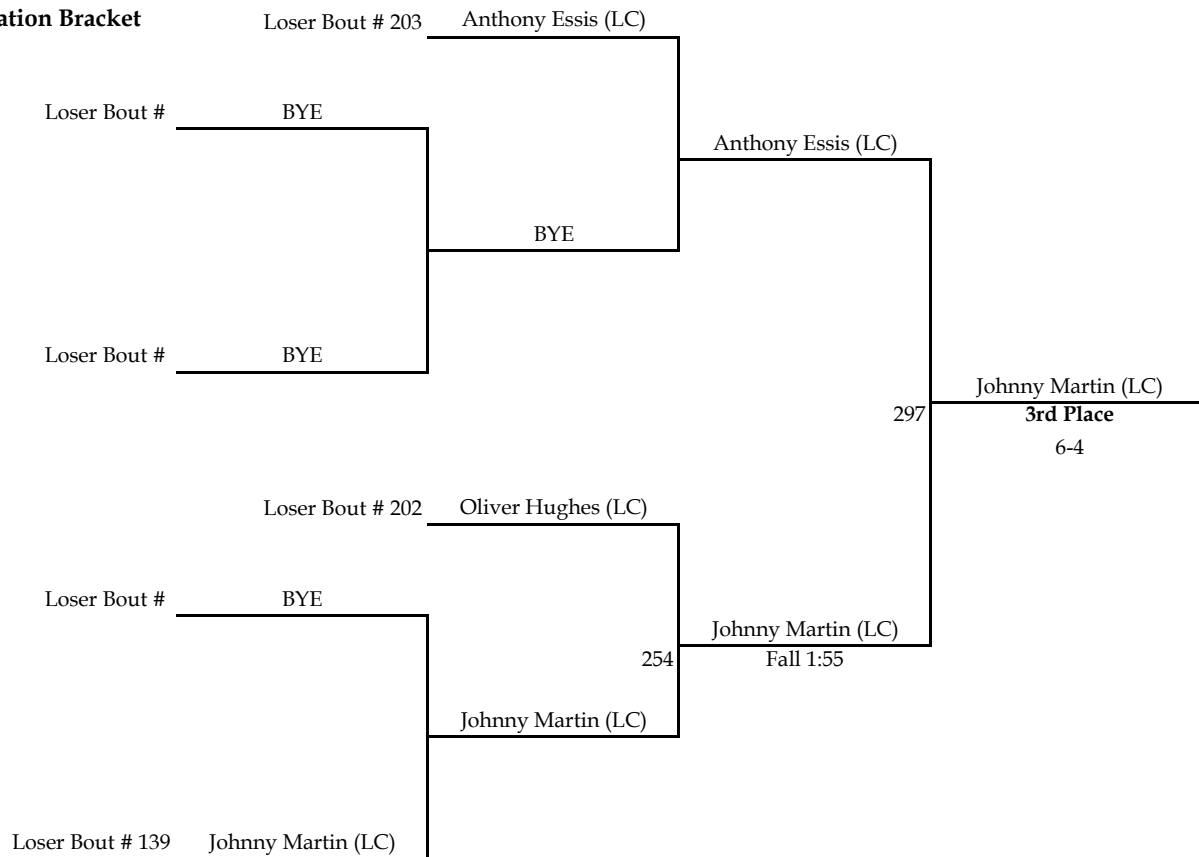 ation Bracket
Loser Bout # 203 Anthony Essis (LC)
Loser Bout # BYE
Anthony Essis (LC)
BYE
Loser Bout # BYE
Johnny Martin (LC)
297 3rd Place
6-4
Loser Bout # 202 Oliver Hughes (LC)
Loser Bout # BYE
Johnny Martin (LC)
254 Fall 1:55
Johnny Martin (LC)
Loser Bout # 139 Johnny Martin (LC)